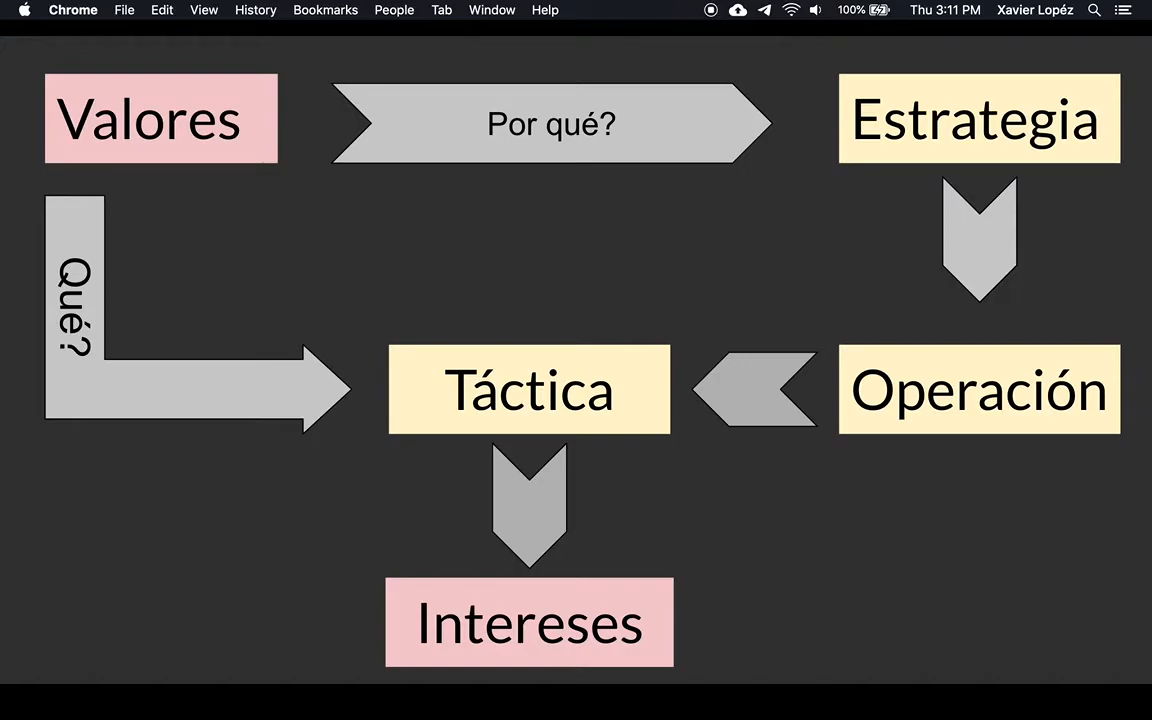 Chrome File Edit View History Bookmarks People Tab Window Help 100% Thu 3:11 PM Xavier Lopéz
Valores
Por qué?
Estrategia
Qué?
Táctica
Operación
Intereses